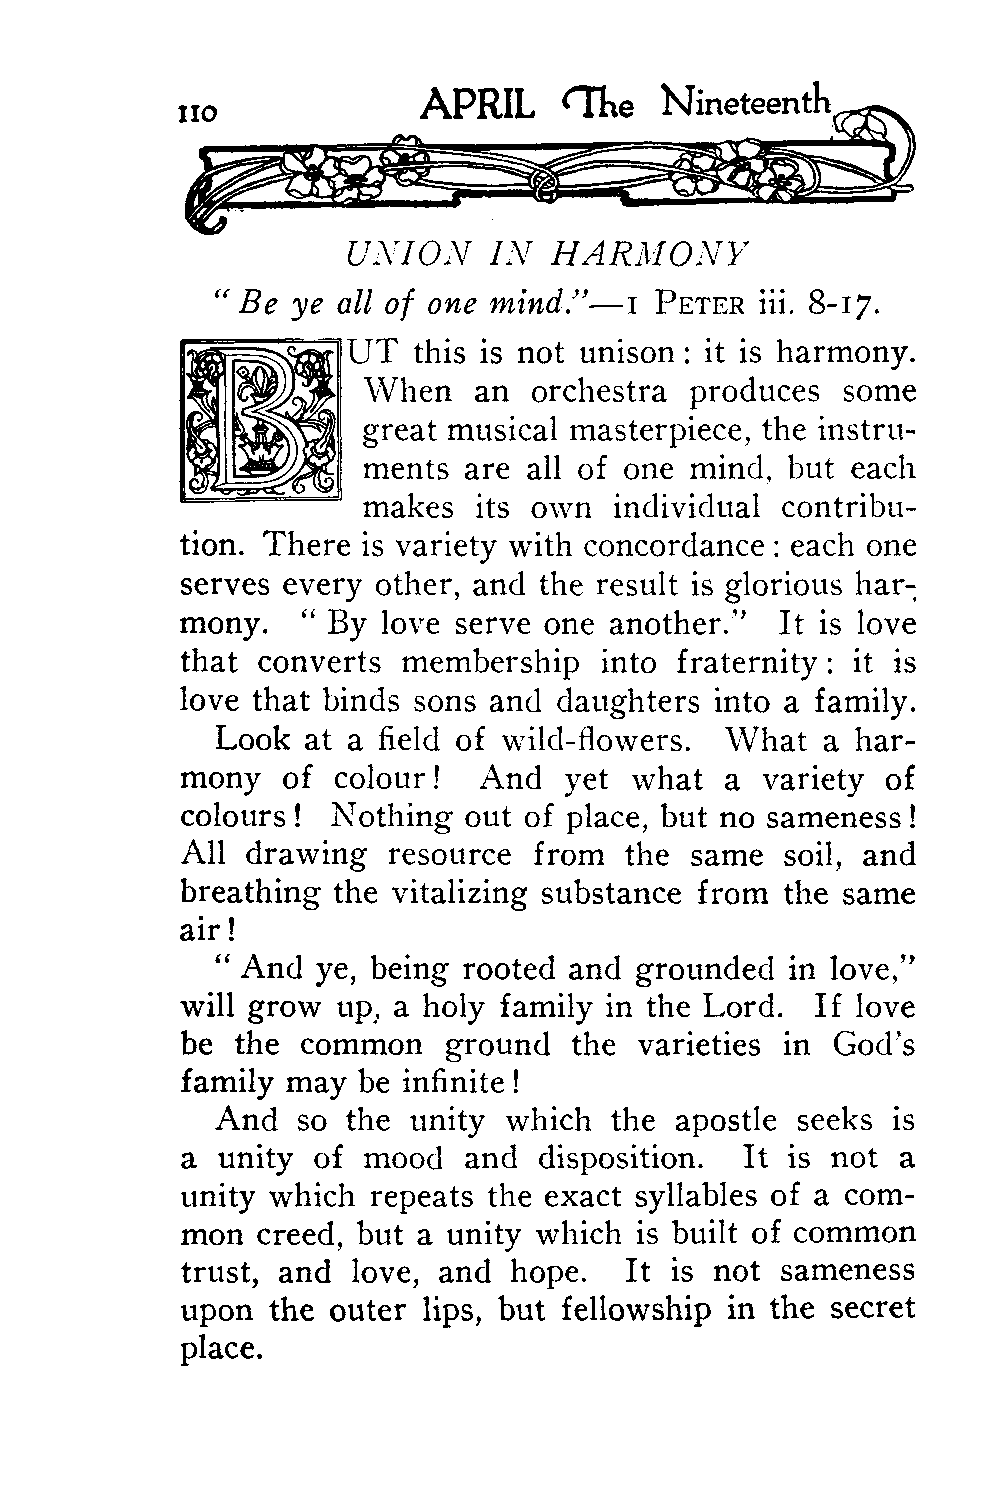 110 APRIL The Nineteenth
UNION IN HARMONY
“ Be ye all of one mind.”—1 PETER iii. 8-17.
BUT this is not unison : it is harmony.
When an orchestra produces some
great musical masterpiece, the instru-
ments are all of one mind, but each
makes its own individual contribu-
tion. There is variety with concordance : each one
serves every other, and the result is glorious har-
mony. “ By love serve one another.” It is love
that converts membership into fraternity : it is
love that binds sons and daughters into a family.
Look at a field of wild-flowers. What a har-
mony of colour! And yet what a variety of
colours! Nothing out of place, but no sameness!
All drawing resource from the same soil, and
breathing the vitalizing substance from the same
air!
“ And ye, being rooted and grounded in love,”
will grow up, a holy family in the Lord. If love
be the common ground the varieties in God’s
family may be infinite!
And so the unity which the apostle seeks is
a unity of mood and disposition. It is not a
unity which repeats the exact syllables of a com-
mon creed, but a unity which is built of common
trust, and love, and hope. It is not sameness
upon the outer lips, but fellowship in the secret
place.